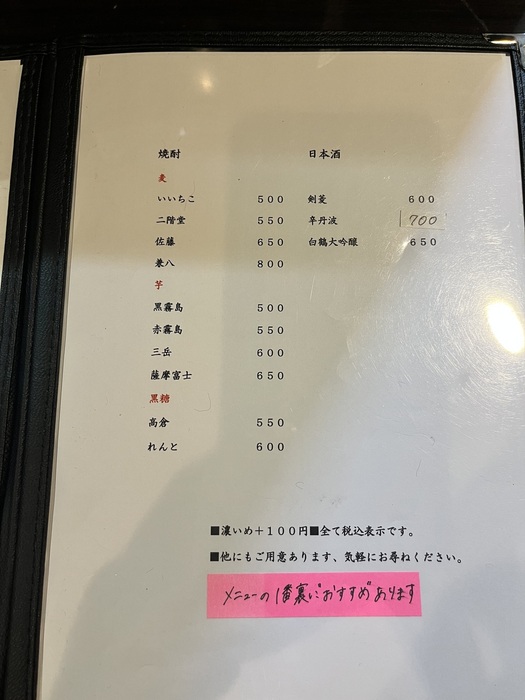 焼酎
麦
いいちこ 500
二階堂 550
佐藤 650
兼八 800
芋
黒霧島 500
赤霧島 550
三岳 600
薩摩富士 650
黒糖
高倉 550
れんと 600
日本酒
剣菱 600
辛丹波 700
白鶴大吟醸 650
■濃いめ+100円■全て税込表示です。
■他にもご用意あります、気軽にお尋ねください。
メニューの1番裏に"おすすめ"あります